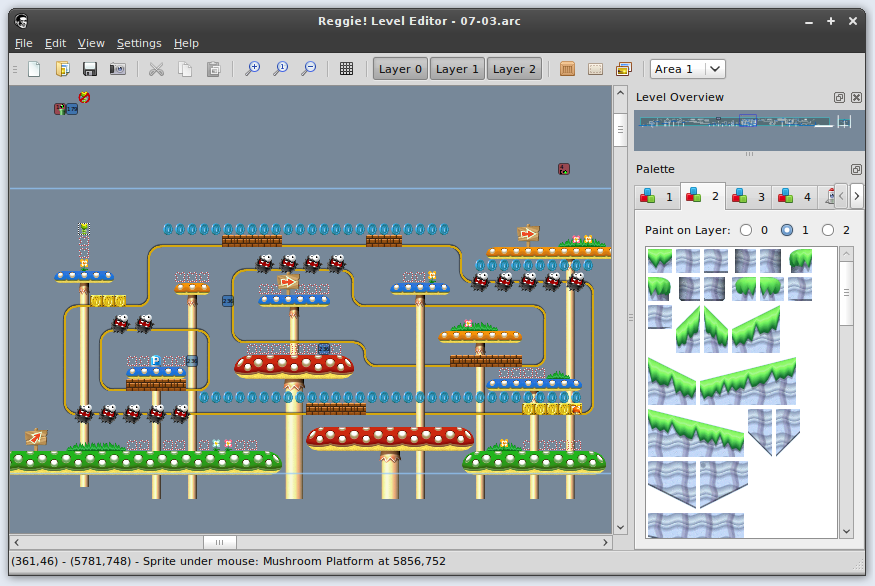 Reggie! Level Editor - 07-03.arc
File Edit View Settings Help
Layer 0 Layer 1 Layer 2 Area 1
Level Overview
Palette
1 2 3 4
Paint on Layer: 0 1 2
P
(361,46) - (5781,748) - Sprite under mouse: Mushroom Platform at 5856,752